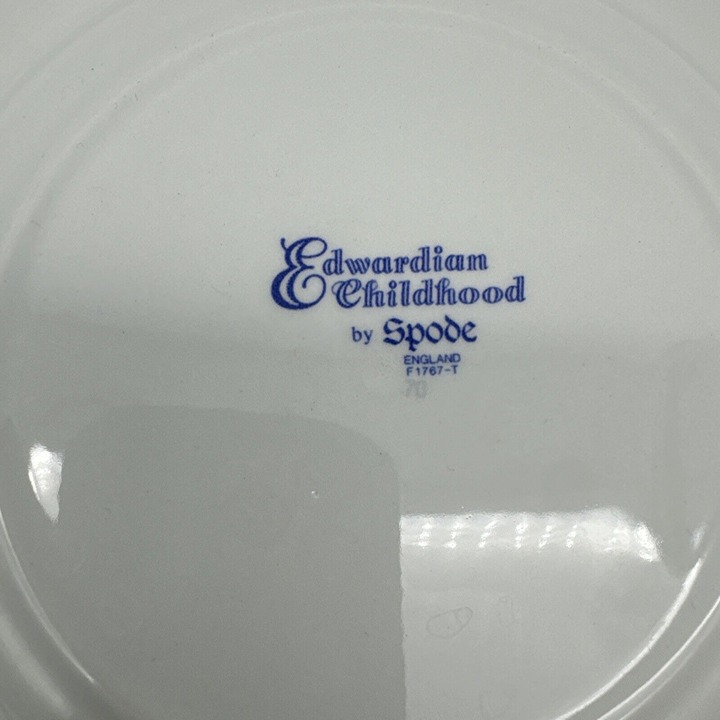 Edwardian
Childhood
by Spode
ENGLAND
F1767-T
70